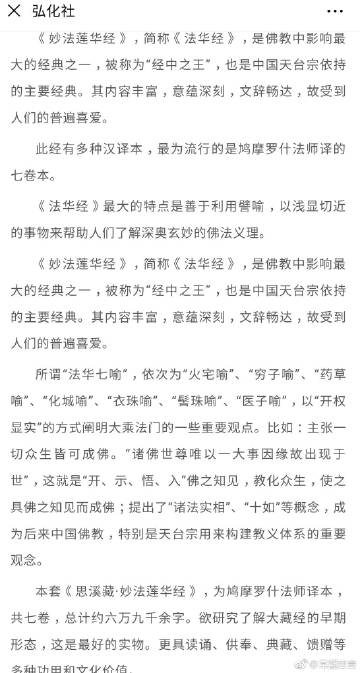 弘化社
《妙法莲华经》，简称《法华经》，是佛教中影响最
大的经典之一，被称为“经中之王”，也是中国天台宗依持
的主要经典。其内容丰富，意蕴深刻，文辞畅达，故受到
人们的普遍喜爱。
此经有多种汉译本，最为流行的是鸠摩罗什法师译的
七卷本。
《法华经》最大的特点是善于利用譬喻，以浅显切近
的事物来帮助人们了解深奥玄妙的佛法义理。
《妙法莲华经》，简称《法华经》，是佛教中影响最
大的经典之一，被称为“经中之王”，也是中国天台宗依持
的主要经典。其内容丰富，意蕴深刻，文辞畅达，故受到
人们的普遍喜爱。
所谓“法华七喻”，依次为“火宅喻”、“穷子喻”、“药草
喻”、“化城喻”、“衣珠喻”、“髻珠喻”、“医子喻”，以“开权
显实”的方式阐明大乘法门的一些重要观点。比如：主张一
切众生皆可成佛。“诸佛世尊唯以一大事因缘故出现于
世”，这就是“开、示、悟、入”佛之知见，教化众生，使之
具佛之知见而成佛；提出了“诸法实相”、“十如”等概念，成
为后来中国佛教，特别是天台宗用来构建教义体系的重要
观念。
本套《思溪藏·妙法莲华经》，为鸠摩罗什法师译本，
共七卷，总计约六万九千余字。欲研究了解大藏经的早期
形态，这是最好的实物。更具读诵、供奉、典藏、馈赠等
多种功用和文化价值。